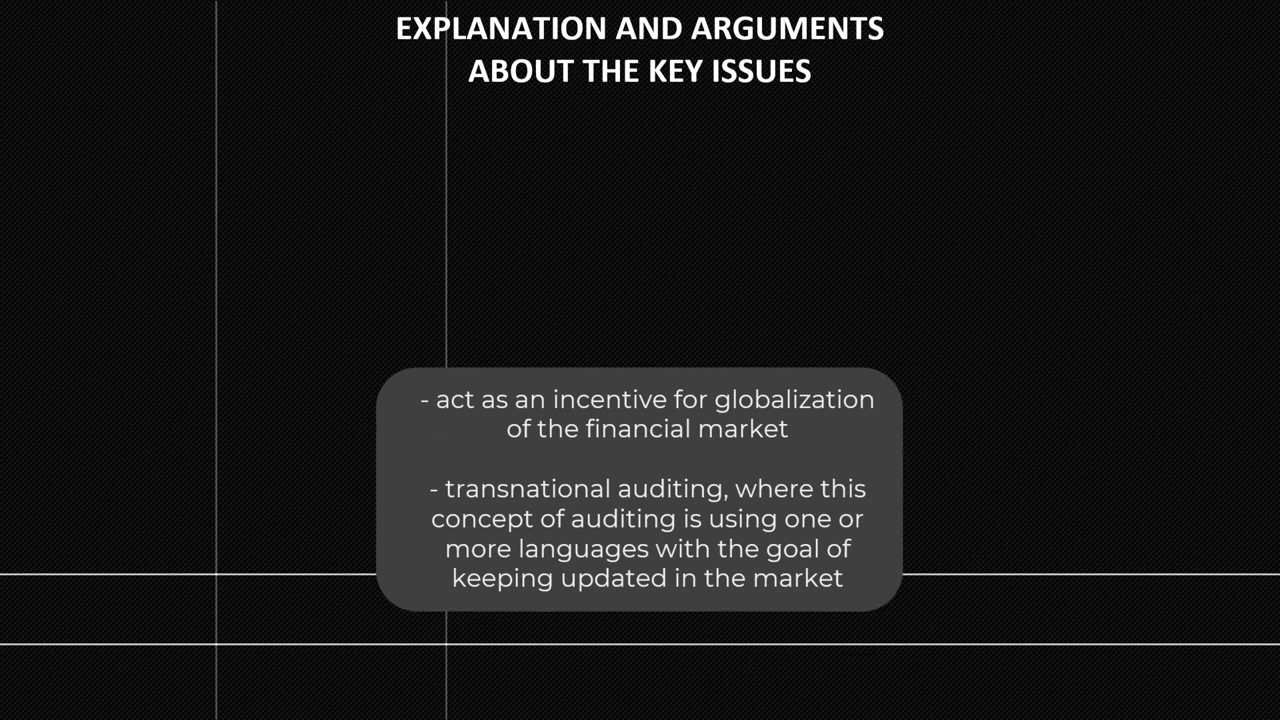 EXPLANATION AND ARGUMENTS
ABOUT THE KEY ISSUES
- act as an incentive for globalization
of the financial market
- transnational auditing, where this
concept of auditing is using one or
more languages with the goal of
keeping updated in the market